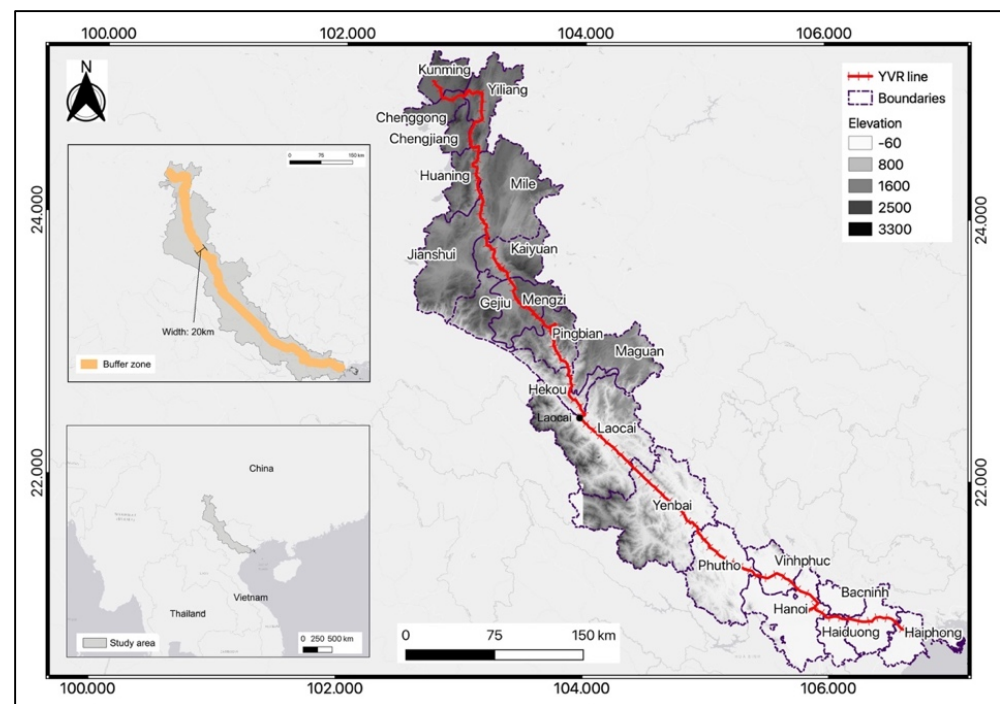 100.000
102.000
104.000
106.000
N
Kunming
Yiliang
Chenggong
Chengjiang
Huaning
Mile
Jianshui
Kaiyuan
Gejiu
Mengzi
Pingbian
Maguan
Hekou
Laocai
Laocai
Yenbai
Phutho
Vinhphuc
Bacninh
Hanoi
Haiduong
Haiphong
YVR line
Boundaries
Elevation
-60
800
1600
2500
3300
24.000
22.000
24.000
22.000
0 75 150 km
Width: 20km
Buffer zone
China
Thailand
Vietnam
Study area
0 250 500 km
0 75 150 km
100.000
102.000
104.000
106.000